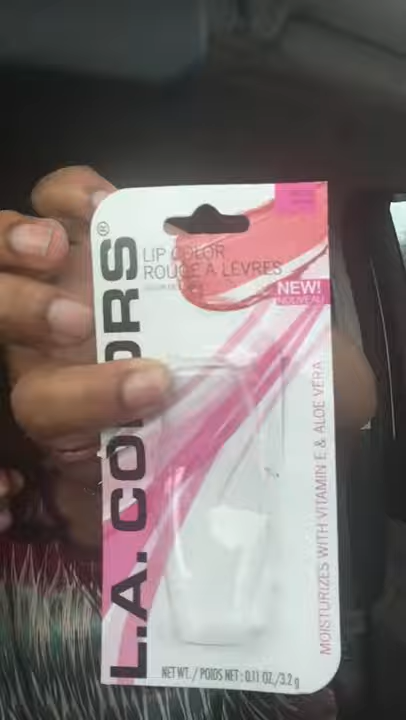 L.A. COLORS®
LIP COLOR
ROUGE A LÈVRES
NEW!
NOUVEAU
MOISTURIZES WITH VITAMIN E & ALOE VERA
NET WT. / POIDS NET : 0.11 OZ./3.2 g